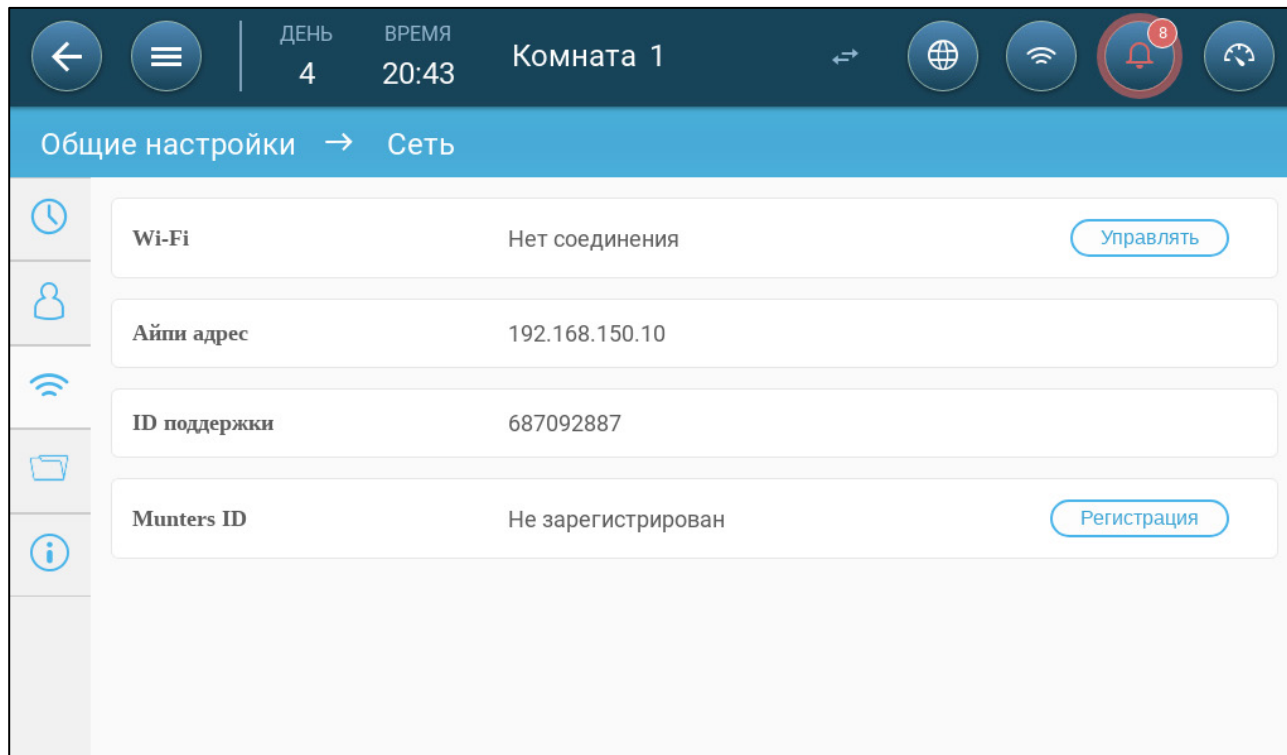 ДЕНЬ ВРЕМЯ
4 20:43 Комната 1 8
Общие настройки → Сеть
Wi-Fi Нет соединения Управлять
Айпи адрес 192.168.150.10
ID поддержки 687092887
Munters ID Не зарегистрирован Регистрация